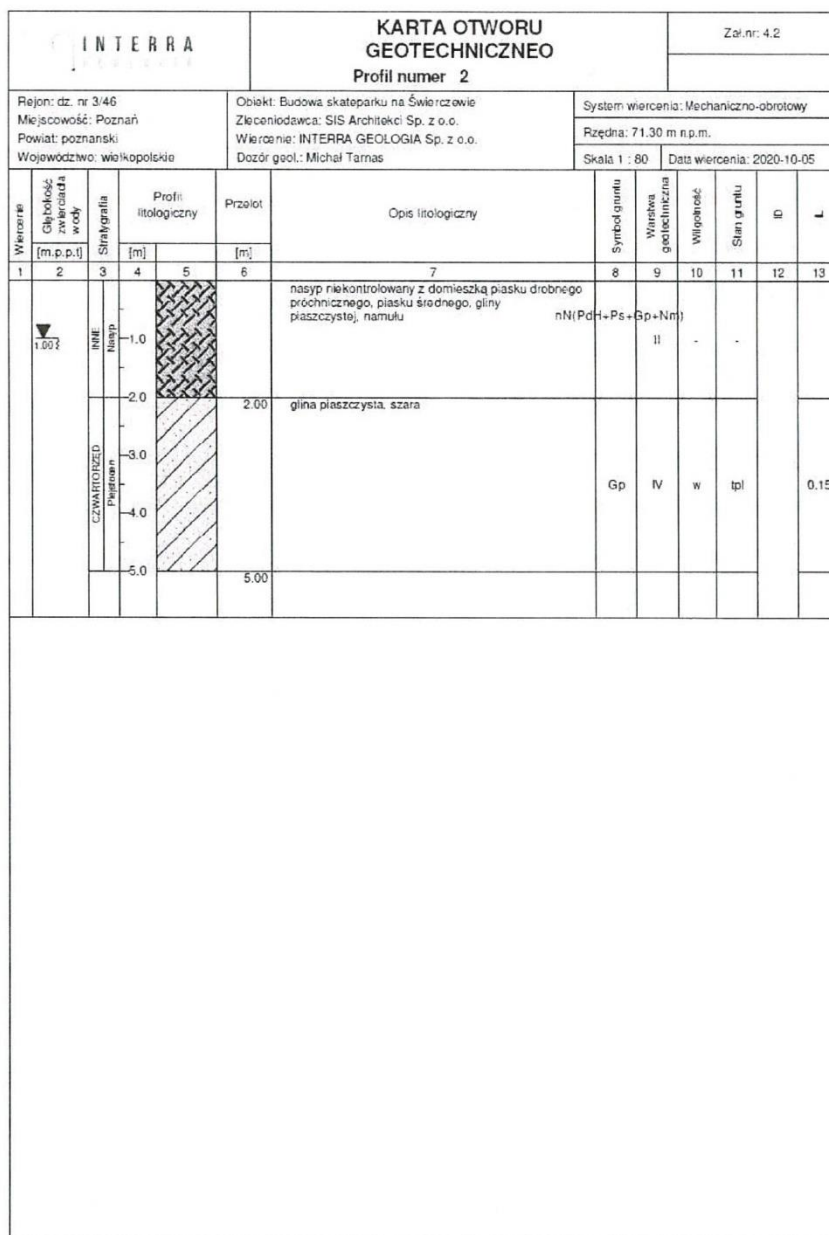 INTERRA
KARTA OTWORU
GEOTECHNICZNEO
Profil numer 2
Zał.nr: 4.2
Rejon: dz. nr 3/46
Miejscowość: Poznań
Powiat: poznański
Województwo: wielkopolskie
Obiekt: Budowa skateparku na Świerczewie
Zleceniodawca: SIS Architekci Sp. z o.o.
Wiercenie: INTERRA GEOLOGIA Sp. z o.o.
Dozór geol.: Michał Tarnas
System wiercenia: Mechaniczno-obrotowy
Rzędna: 71.30 m n.p.m.
Skala 1 : 80 Data wiercenia: 2020-10-05
Wiercenie
Głębokość zwierciadła wody
[m.p.p.t]
Stratygrafia
Profil litologiczny
[m]
Przelot
[m]
Opis litologiczny
Symbol gruntu
Warstwa geotechniczna
Wilgotność
Stan gruntu
ID
IL
1 2 3 4 5 6 7 8 9 10 11 12 13
nasyp niekontrolowany z domieszką piasku drobnego
próchnicznego, piasku średniego, gliny
piaszczystej, namułu nN(PdH+Ps+Gp+Nm)
1.00
INNE
Nasyp
1.0
II - -
2.0
2.00 glina piaszczysta, szara
CZWARTORZĘD
Plejstocen
3.0
Gp IV w tpl 0.15
4.0
5.0
5.00